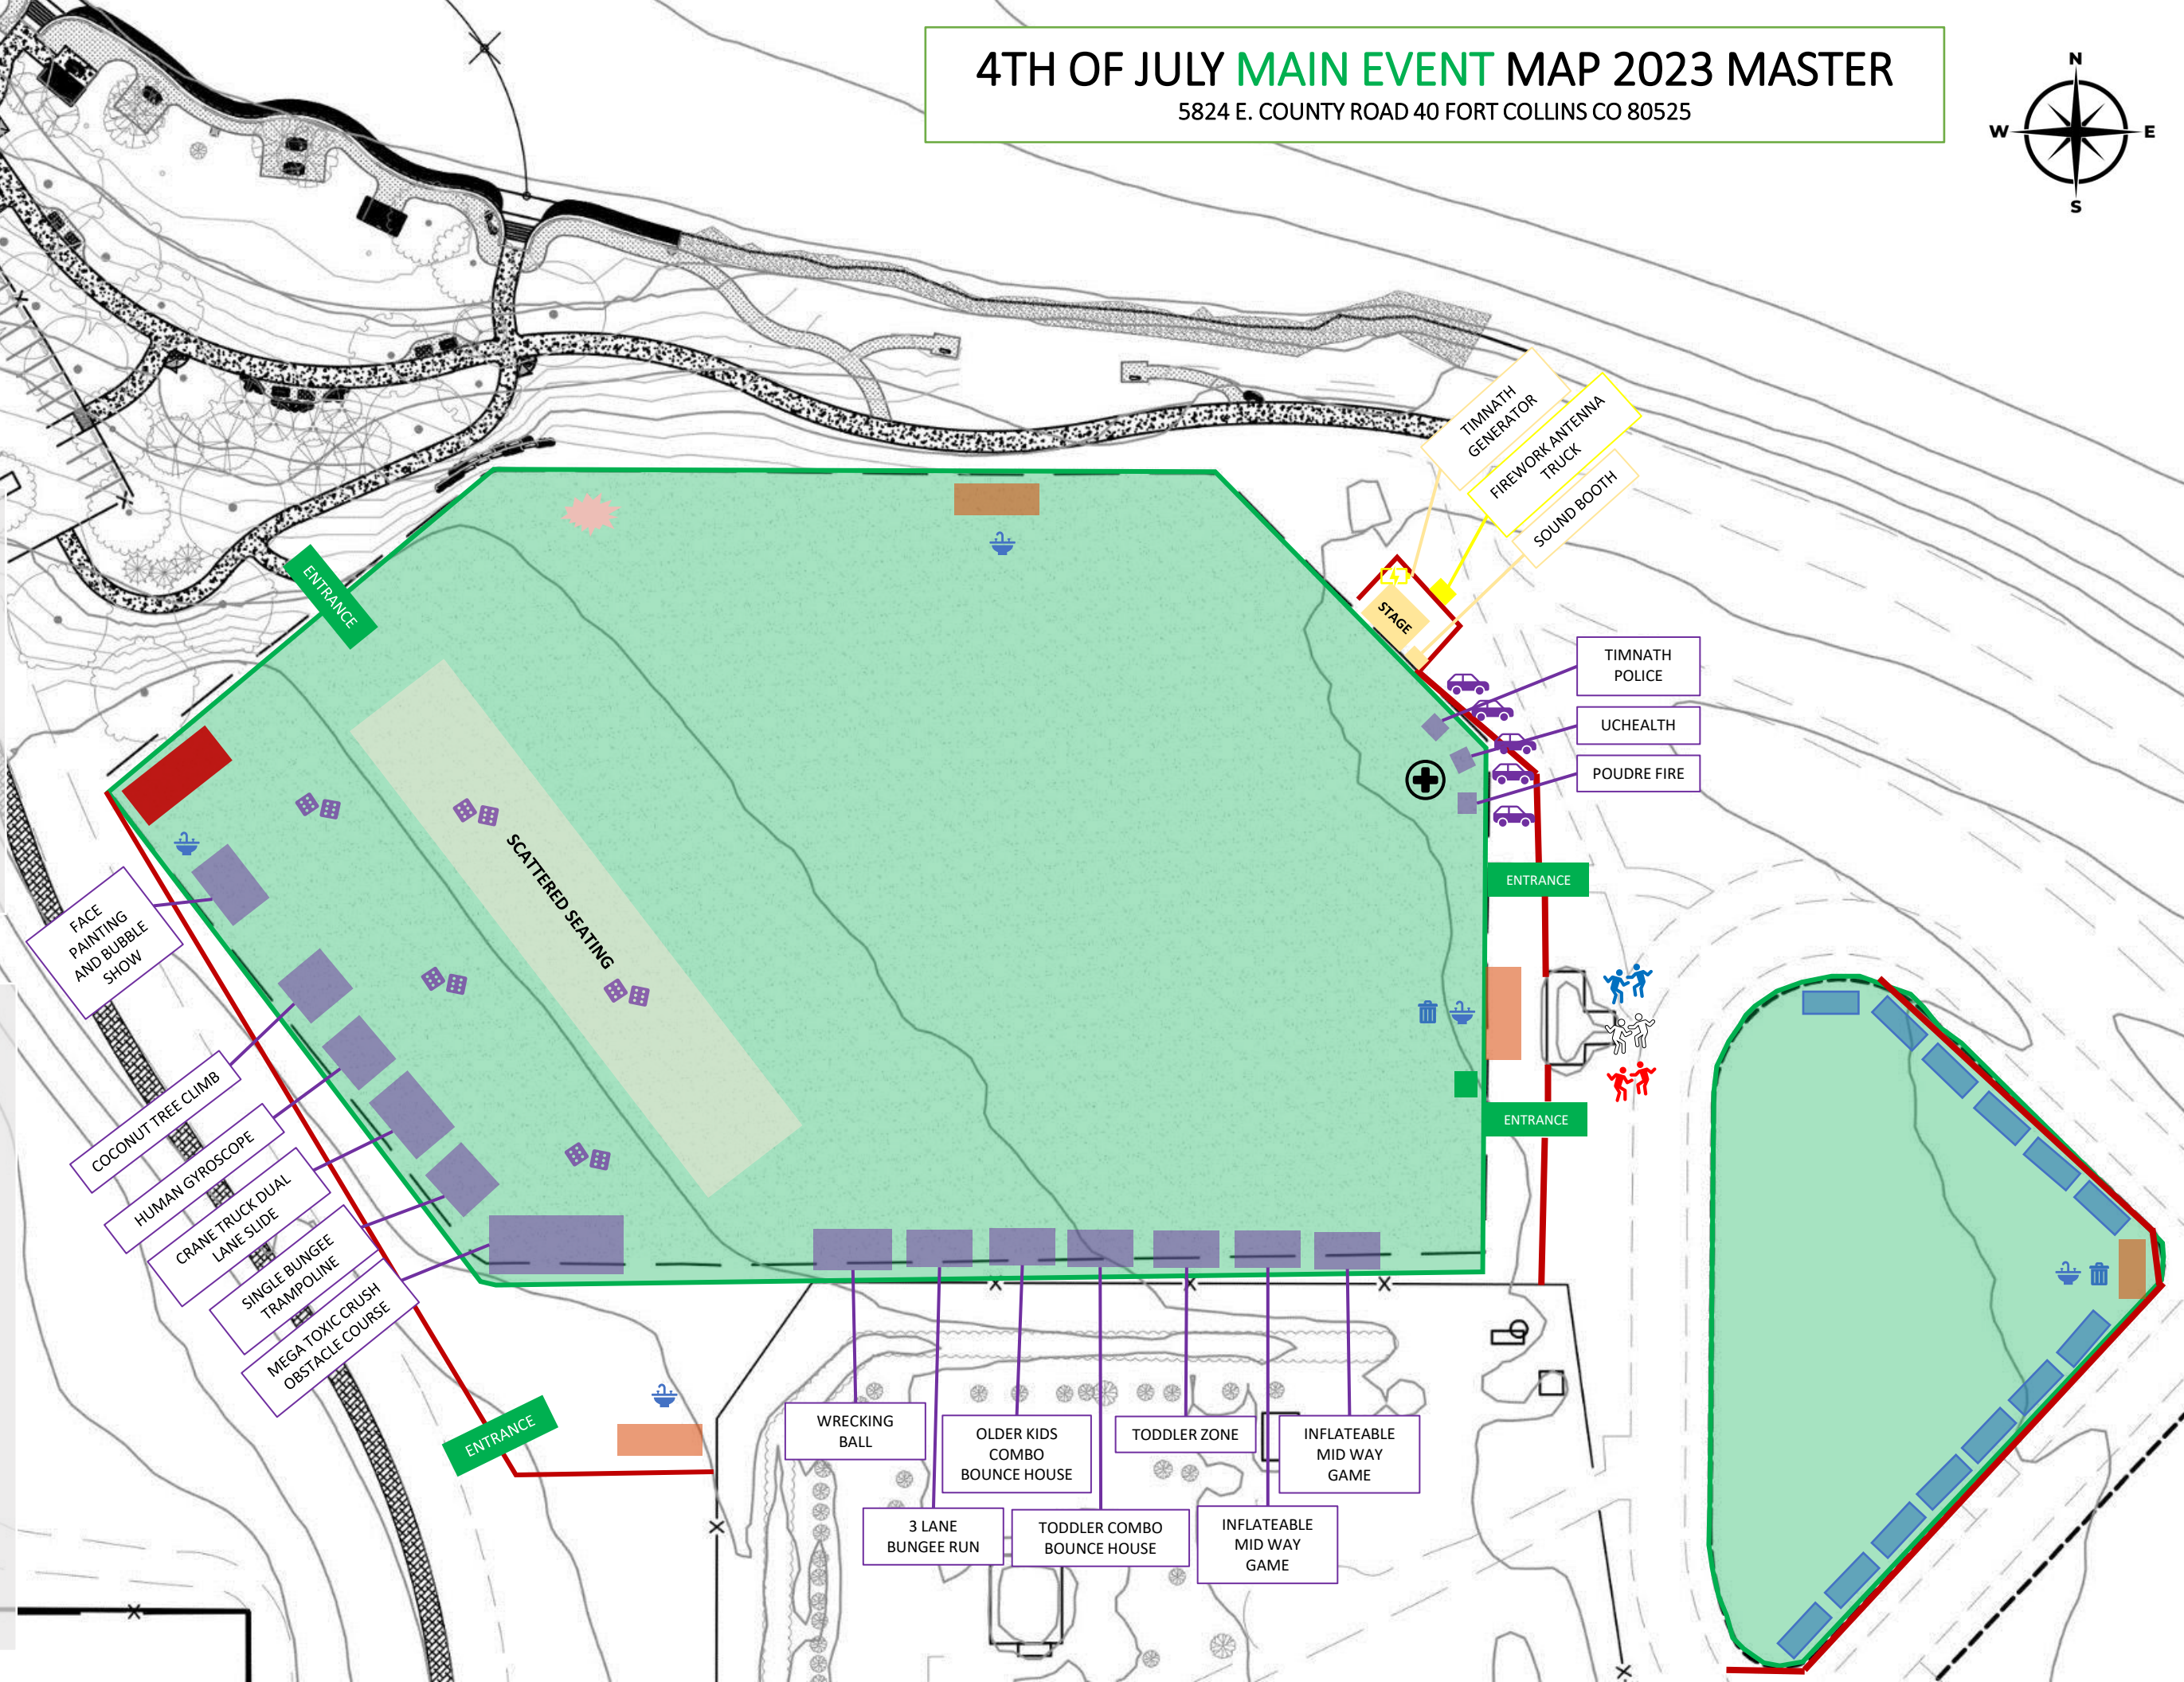 4TH OF JULY MAIN EVENT MAP 2023 MASTER
5824 E. COUNTY ROAD 40 FORT COLLINS CO 80525
N
W
E
S
TIMNATH
GENERATOR
FIREWORK ANTENNA
TRUCK
SOUND BOOTH
STAGE
ENTRANCE
TIMNATH
POLICE
UCHEALTH
POUDRE FIRE
SCATTERED SEATING
ENTRANCE
FACE
PAINTING
AND BUBBLE
SHOW
COCONUT TREE CLIMB
HUMAN GYROSCOPE
CRANE TRUCK DUAL
LANE SLIDE
SINGLE BUNGEE
TRAMPOLINE
MEGA TOXIC CRUSH
OBSTACLE COURSE
ENTRANCE
ENTRANCE
WRECKING
BALL
3 LANE
BUNGEE RUN
OLDER KIDS
COMBO
BOUNCE HOUSE
TODDLER COMBO
BOUNCE HOUSE
TODDLER ZONE
INFLATEABLE
MID WAY
GAME
INFLATEABLE
MID WAY
GAME